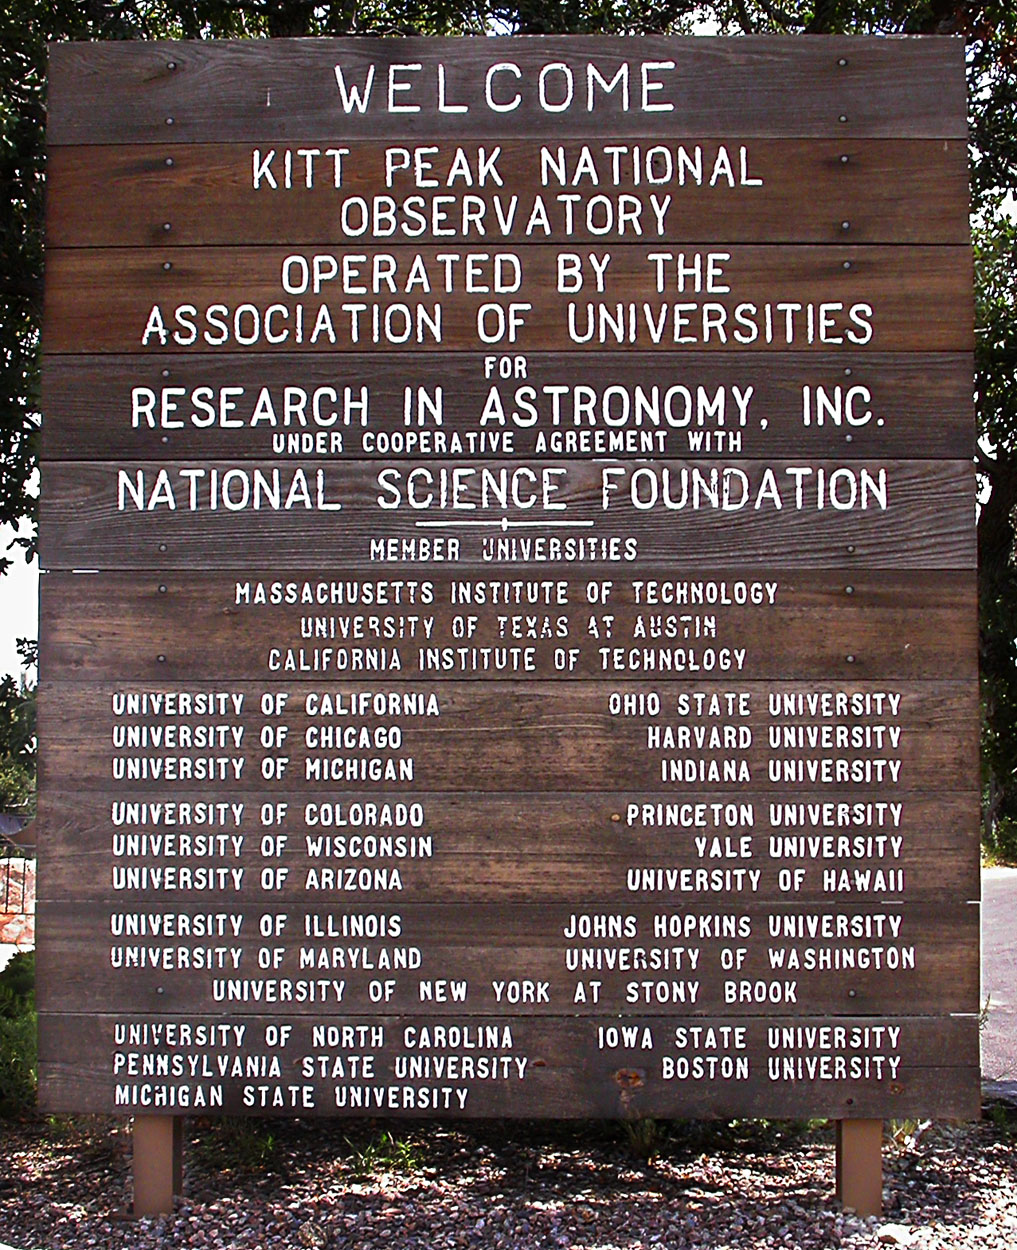 WELCOME
KITT PEAK NATIONAL
OBSERVATORY
OPERATED BY THE
ASSOCIATION OF UNIVERSITIES
FOR
RESEARCH IN ASTRONOMY, INC.
UNDER COOPERATIVE AGREEMENT WITH
NATIONAL SCIENCE FOUNDATION
MEMBER UNIVERSITIES
MASSACHUSETTS INSTITUTE OF TECHNOLOGY
UNIVERSITY OF TEXAS AT AUSTIN
CALIFORNIA INSTITUTE OF TECHNOLOGY
UNIVERSITY OF CALIFORNIA OHIO STATE UNIVERSITY
UNIVERSITY OF CHICAGO HARVARD UNIVERSITY
UNIVERSITY OF MICHIGAN INDIANA UNIVERSITY
UNIVERSITY OF COLORADO PRINCETON UNIVERSITY
UNIVERSITY OF WISCONSIN YALE UNIVERSITY
UNIVERSITY OF ARIZONA UNIVERSITY OF HAWAII
UNIVERSITY OF ILLINOIS JOHNS HOPKINS UNIVERSITY
UNIVERSITY OF MARYLAND UNIVERSITY OF WASHINGTON
UNIVERSITY OF NEW YORK AT STONY BROOK
UNIVERSITY OF NORTH CAROLINA IOWA STATE UNIVERSITY
PENNSYLVANIA STATE UNIVERSITY BOSTON UNIVERSITY
MICHIGAN STATE UNIVERSITY